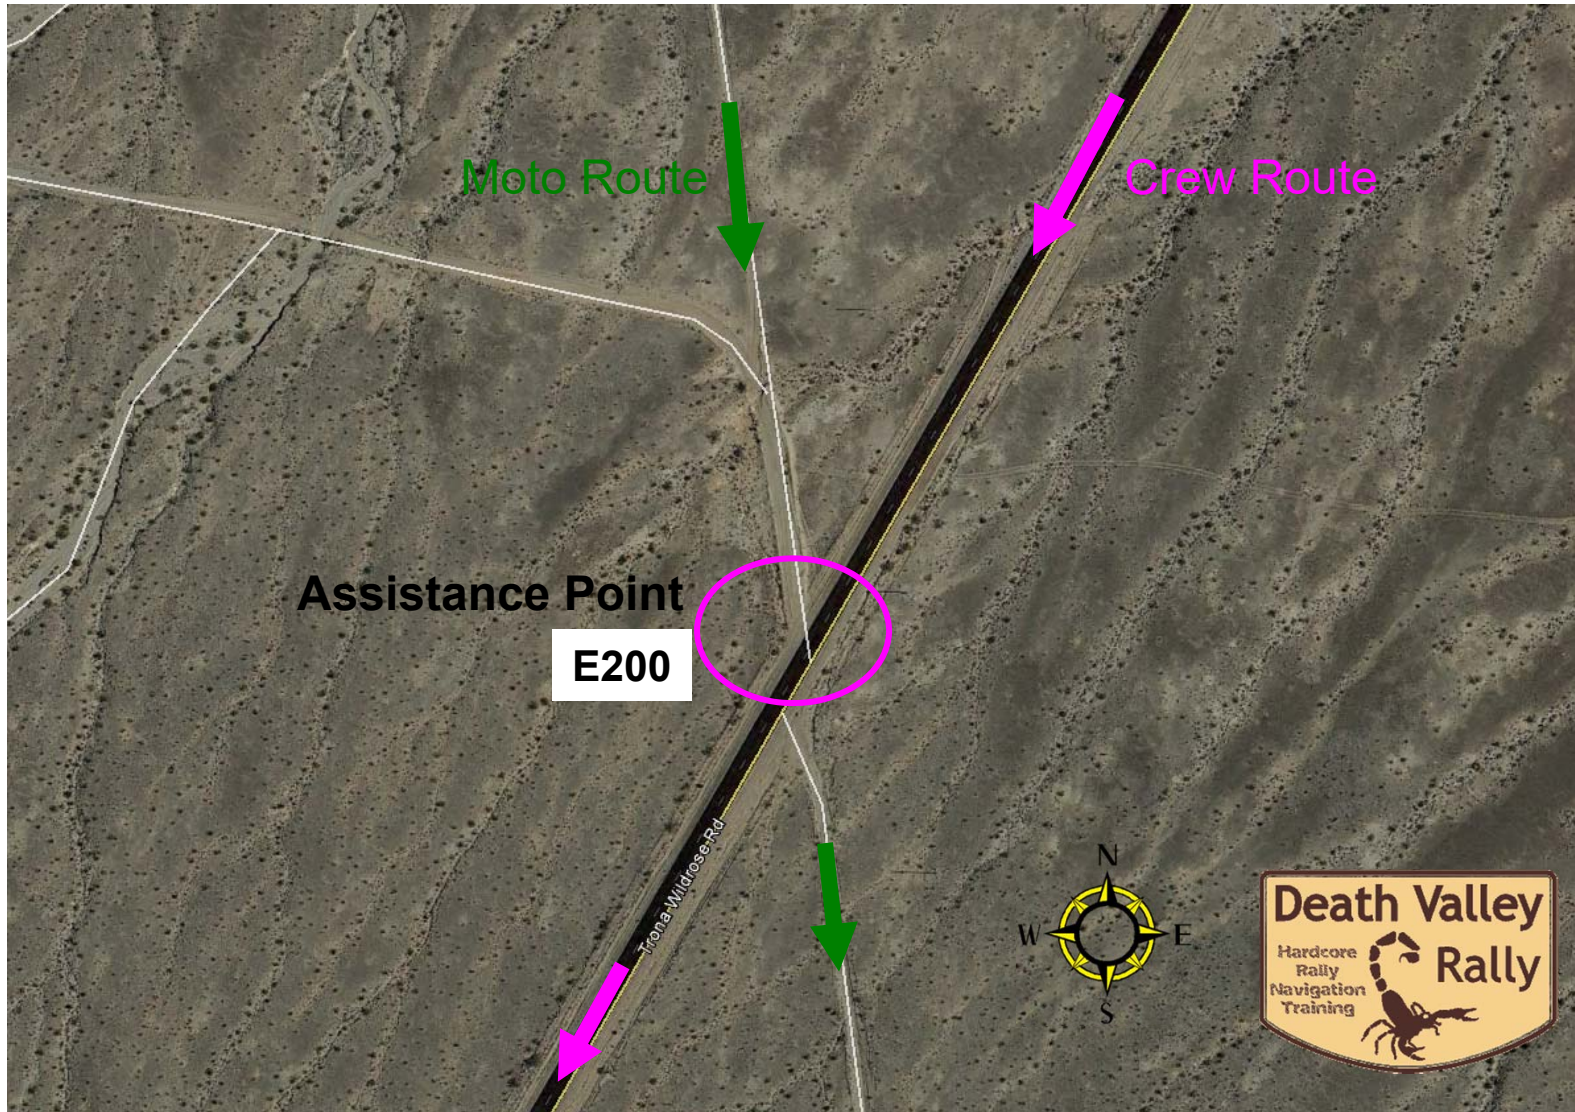 Moto Route
Crew Route
Assistance Point
E200
Trona Wildrose Rd
N
W
E
S
Death Valley
Rally
Hardcore
Rally
Navigation
Training